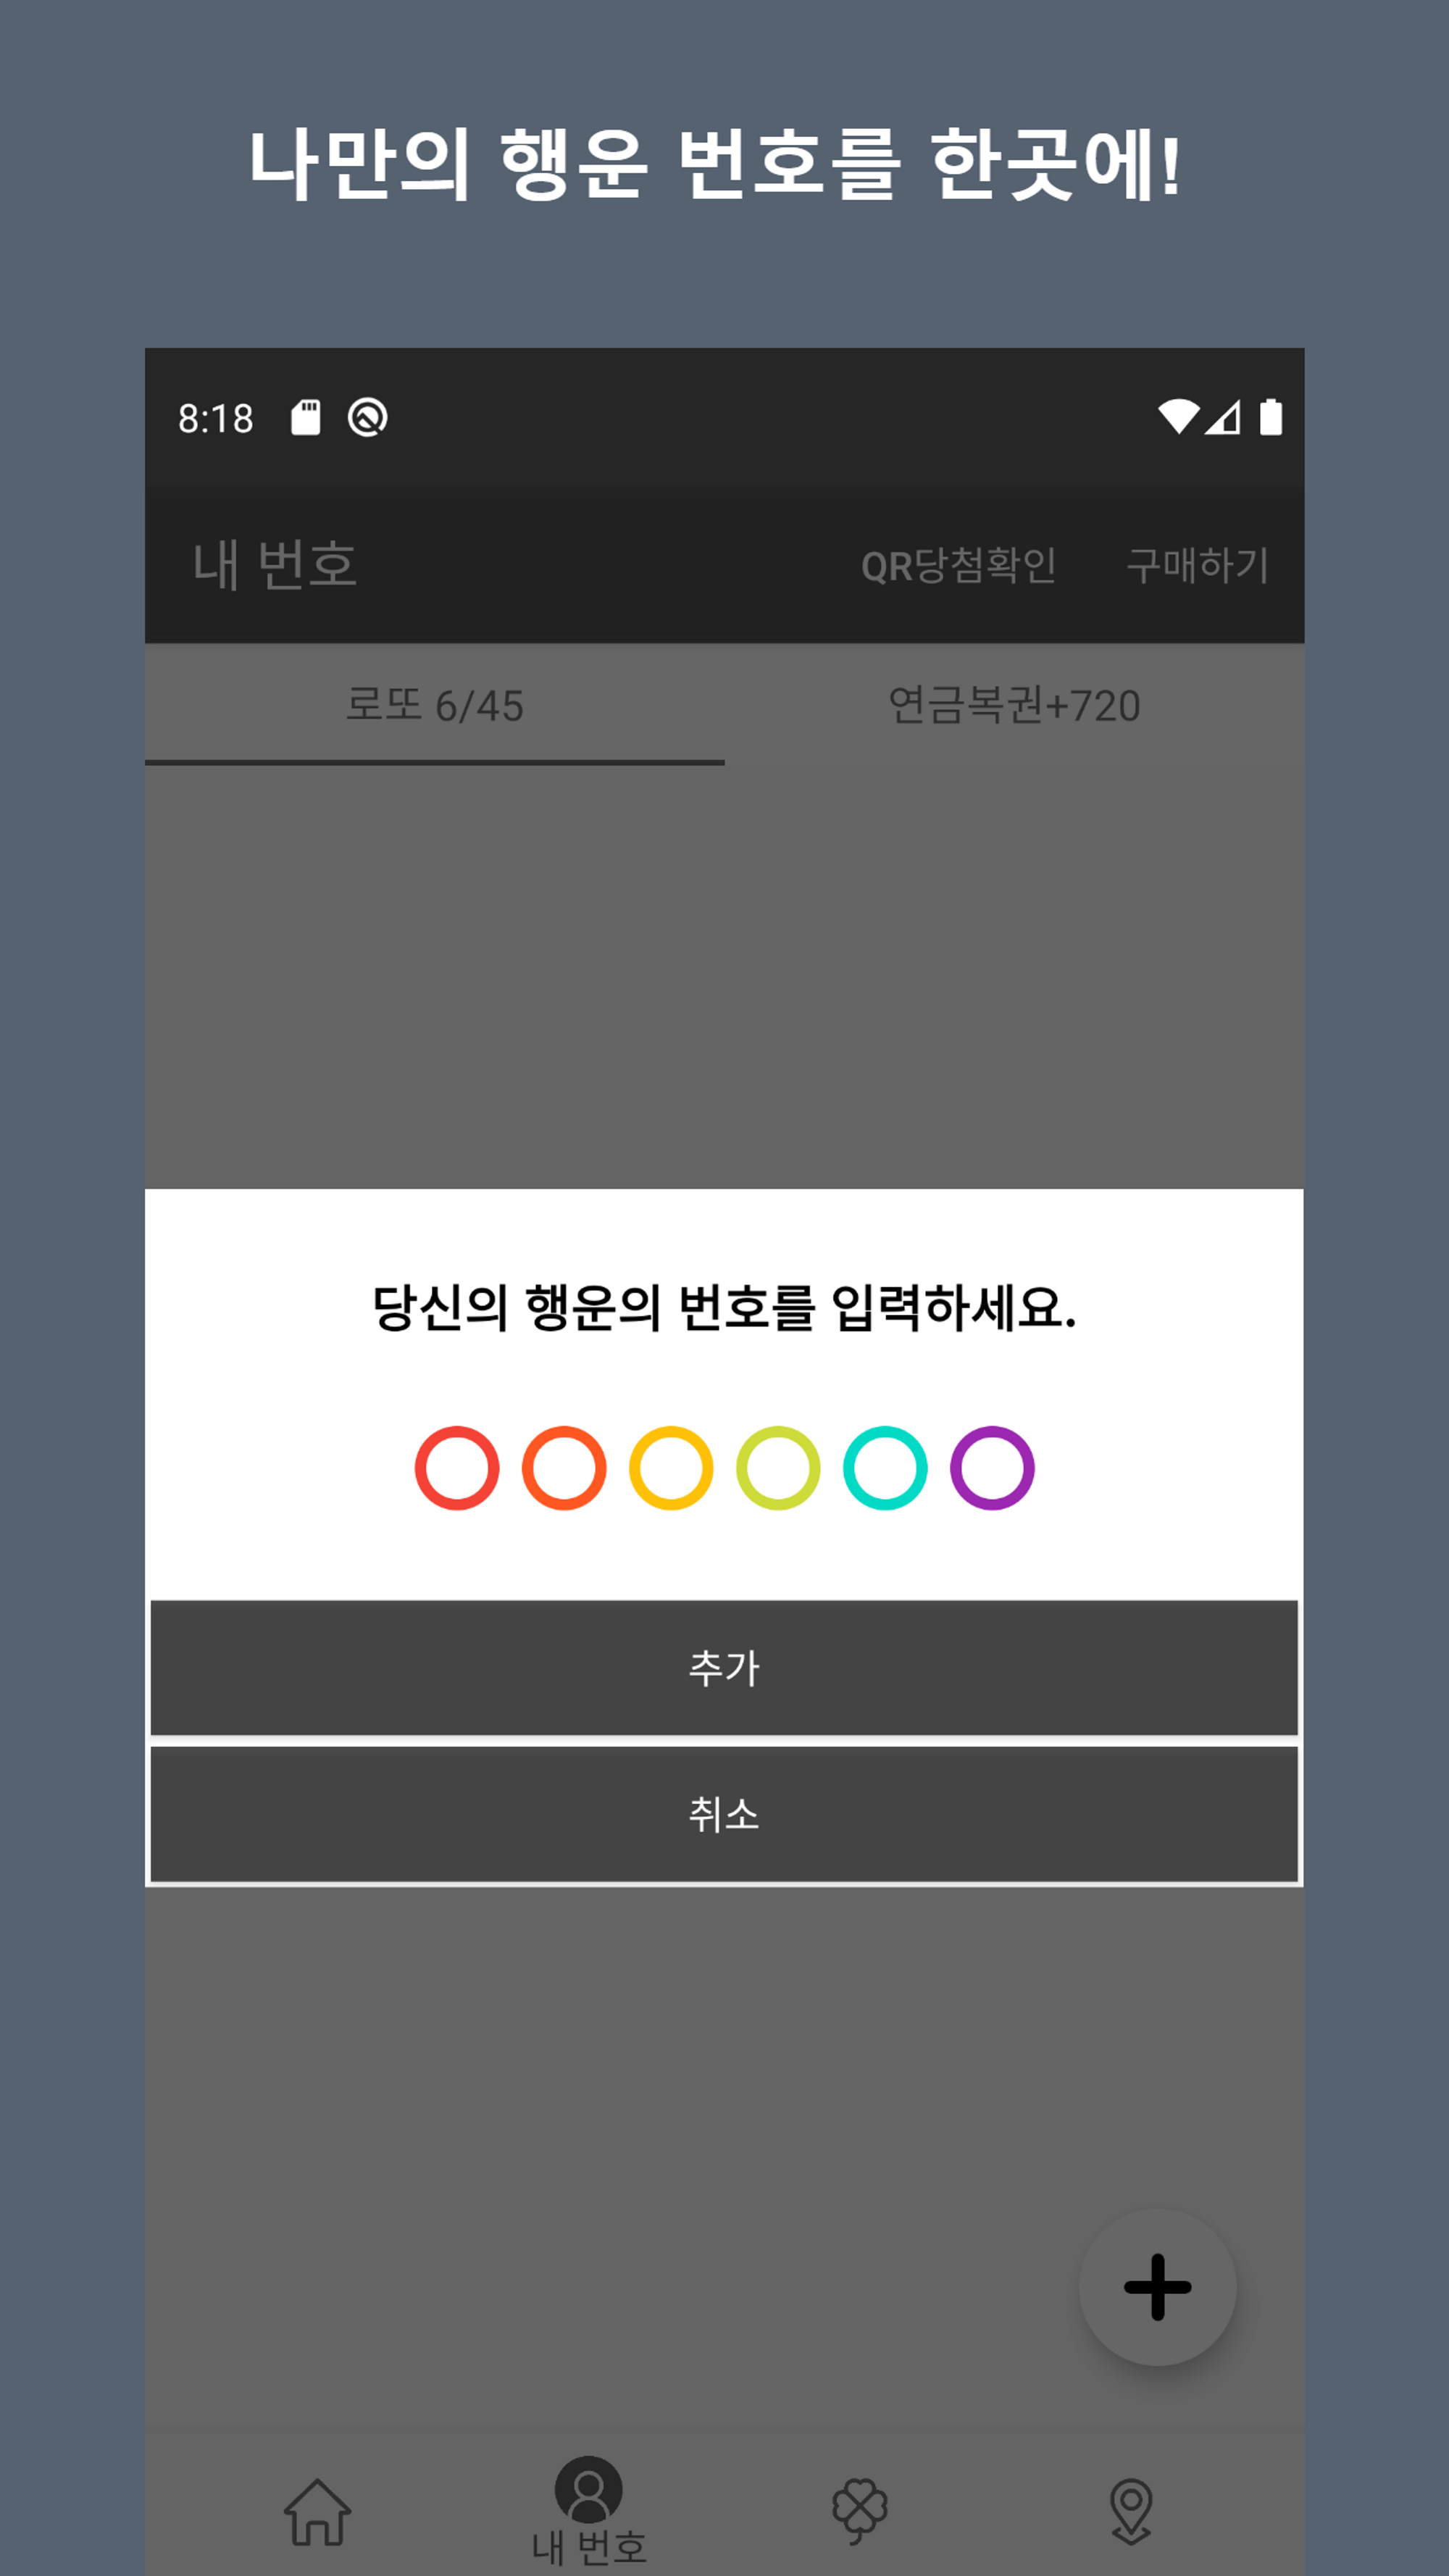 나만의 행운 번호를 한곳에!
8:18
내 번호 QR당첨확인 구매하기
로또 6/45 연금복권+720
당신의 행운의 번호를 입력하세요.
추가
취소
내 번호